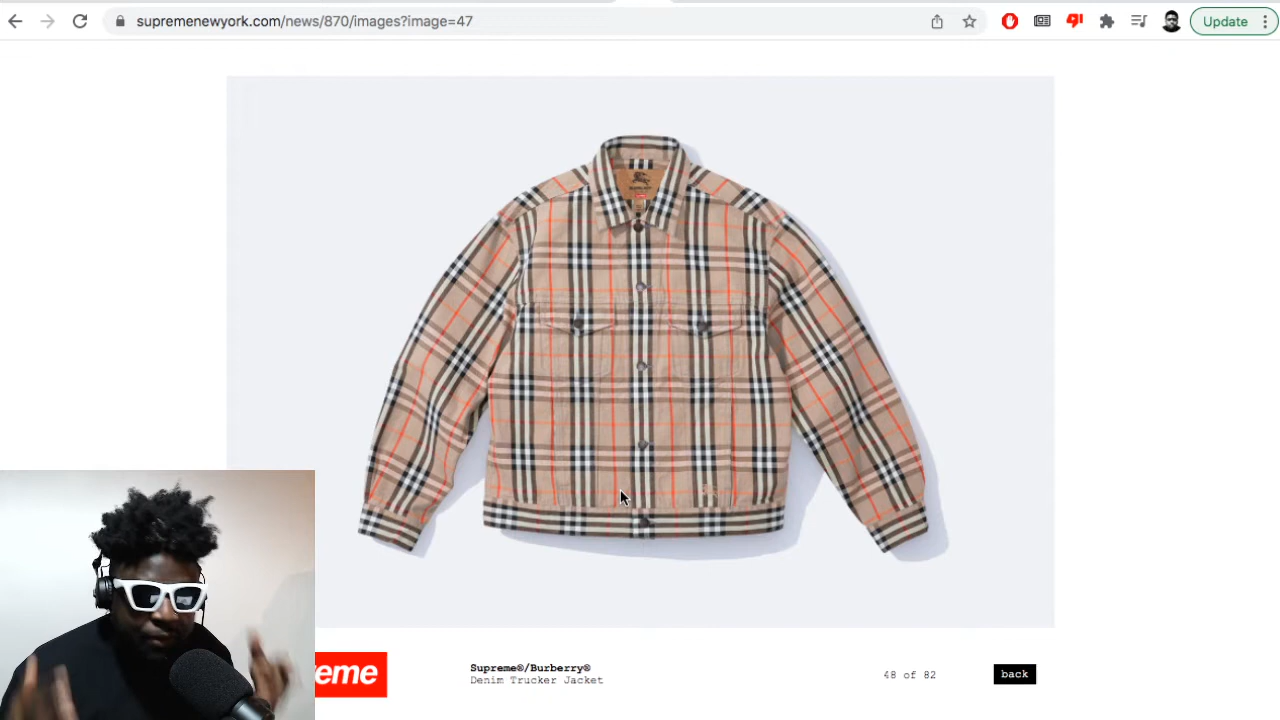 supremenewyork.com/news/870/images?image=47
Update
eme
Supreme®/Burberry®
Denim Trucker Jacket
48 of 82
back